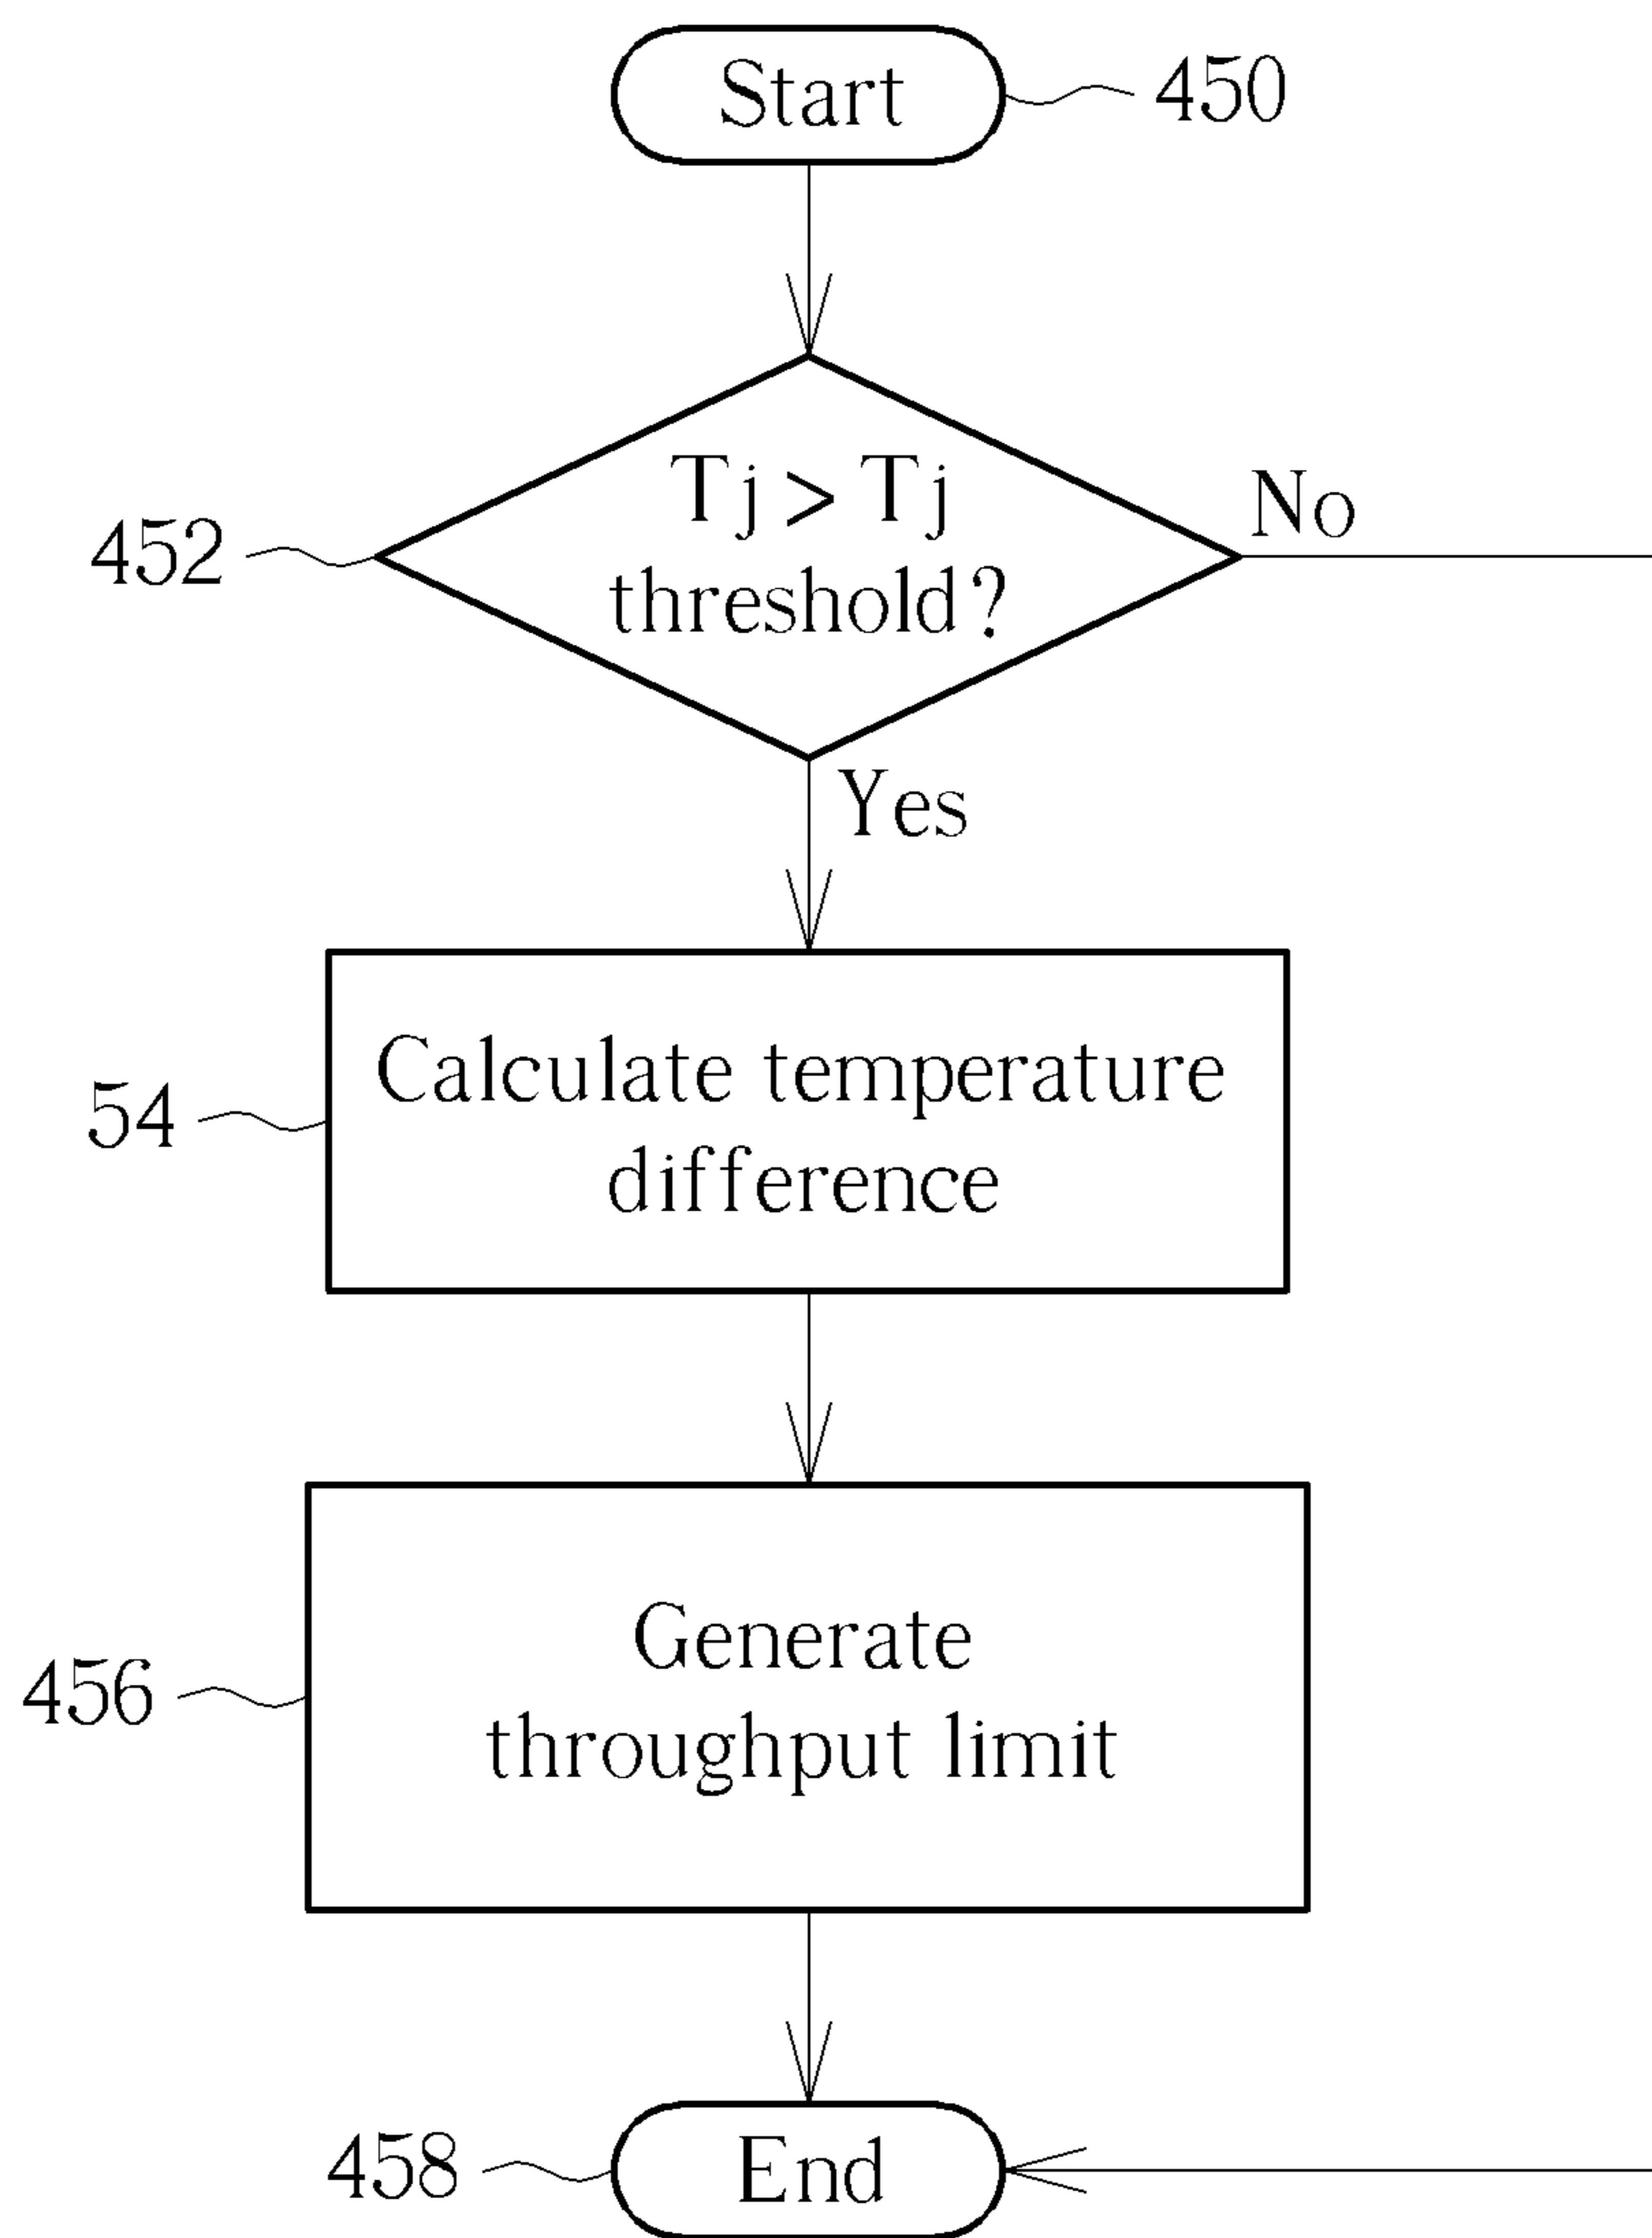 Start
450
Tj > Tj
threshold?
452
No
Yes
Calculate temperature
difference
54
Generate
throughput limit
456
End
458